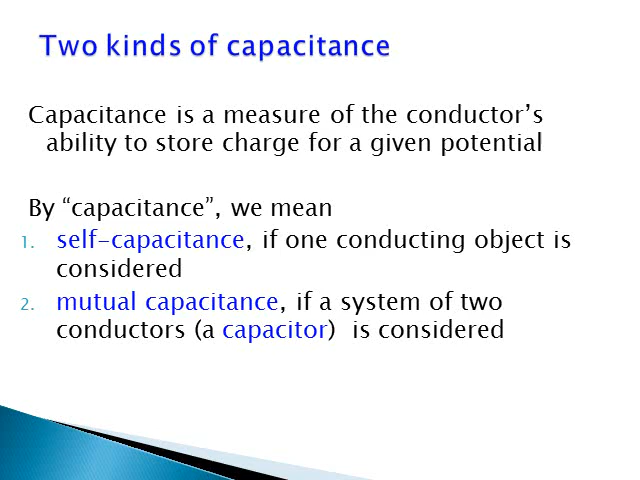 Two kinds of capacitance
Capacitance is a measure of the conductor’s
ability to store charge for a given potential
By “capacitance”, we mean
1. self-capacitance, if one conducting object is
considered
2. mutual capacitance, if a system of two
conductors (a capacitor)  is considered